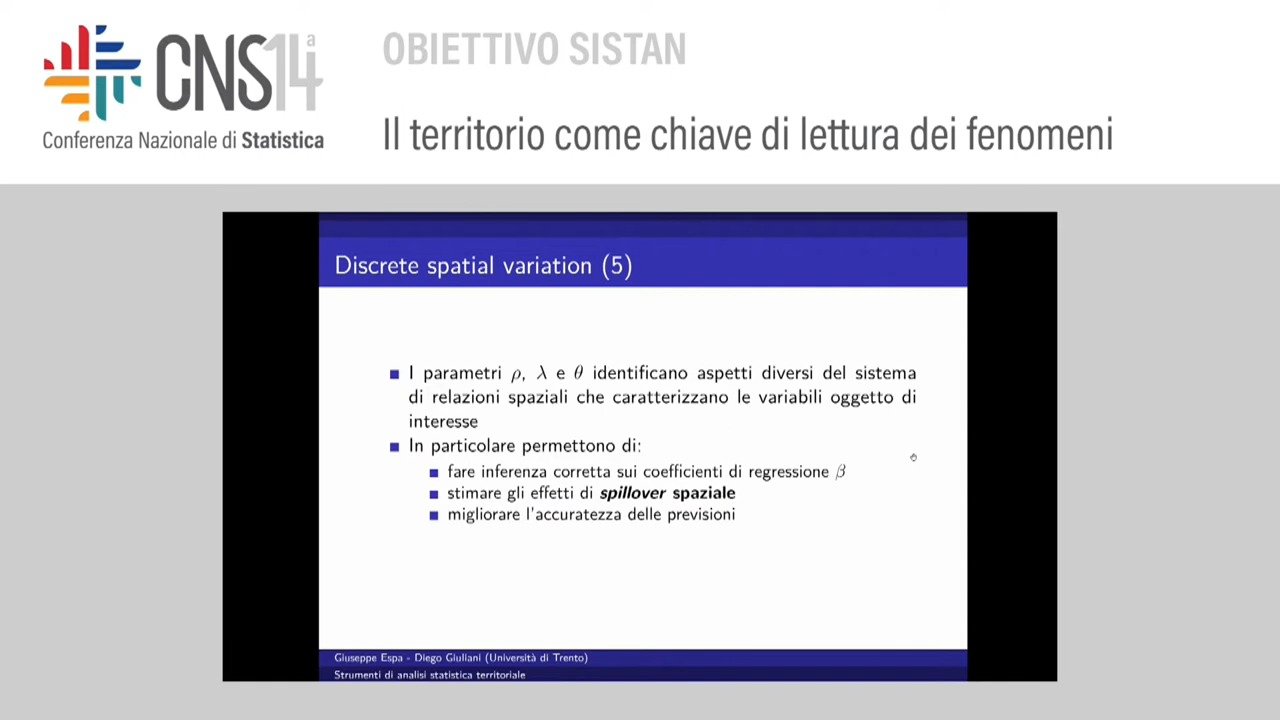 CNS14a
Conferenza Nazionale di Statistica
OBIETTIVO SISTAN
Il territorio come chiave di lettura dei fenomeni
Discrete spatial variation (5)
I parametri ρ, λ e θ identificano aspetti diversi del sistema
di relazioni spaziali che caratterizzano le variabili oggetto di
interesse
In particolare permettono di:
fare inferenza corretta sui coefficienti di regressione β
stimare gli effetti di spillover spaziale
migliorare l'accuratezza delle previsioni
Giuseppe Espa - Diego Giuliani (Università di Trento)
Strumenti di analisi statistica territoriale